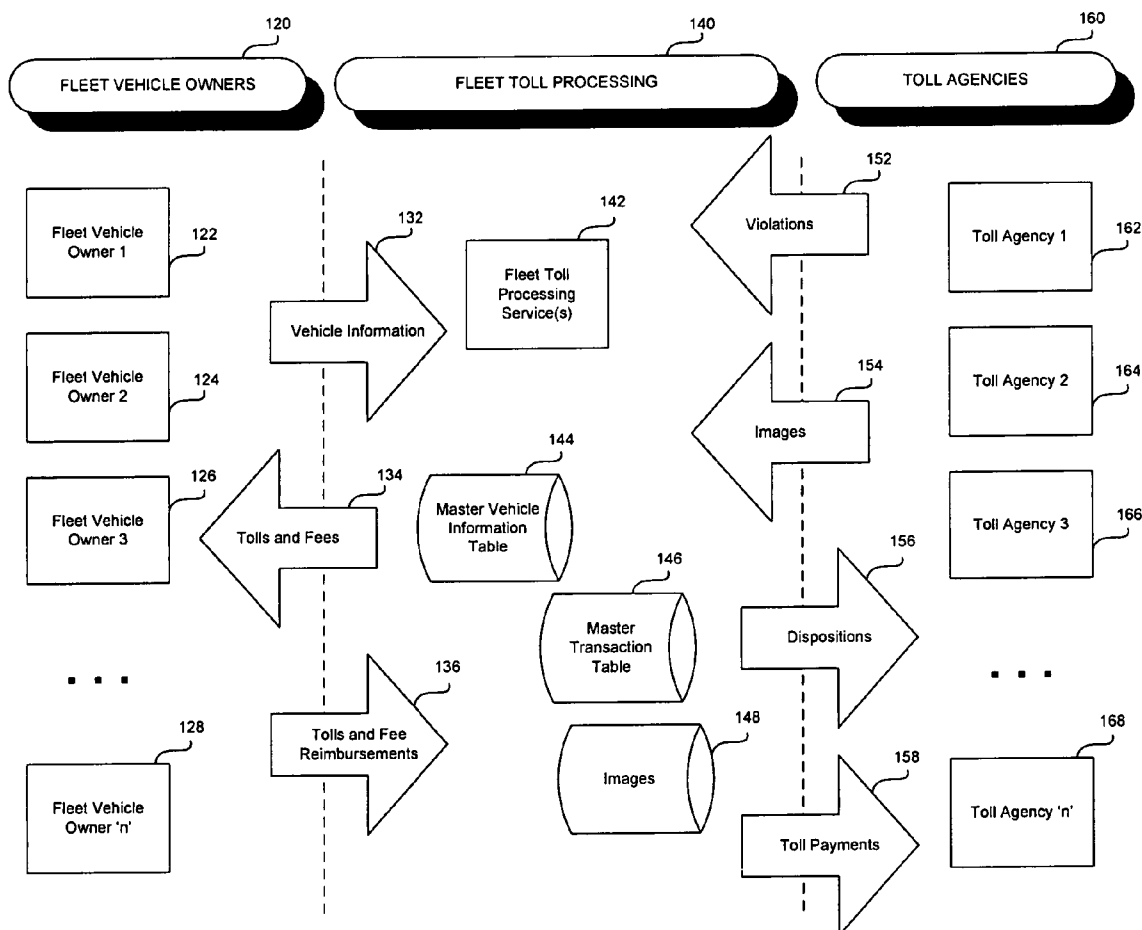 120
140
160
FLEET VEHICLE OWNERS
FLEET TOLL PROCESSING
TOLL AGENCIES
Fleet Vehicle
Owner 1
122
Fleet Vehicle
Owner 2
124
126
Fleet Vehicle
Owner 3
. . .
128
Fleet Vehicle
Owner 'n'
132
Vehicle Information
134
Tolls and Fees
136
Tolls and Fee
Reimbursements
142
Fleet Toll
Processing
Service(s)
144
Master Vehicle
Information
Table
146
Master
Transaction
Table
148
Images
152
Violations
154
Images
156
Dispositions
158
Toll Payments
Toll Agency 1
162
Toll Agency 2
164
Toll Agency 3
166
. . .
168
Toll Agency 'n'